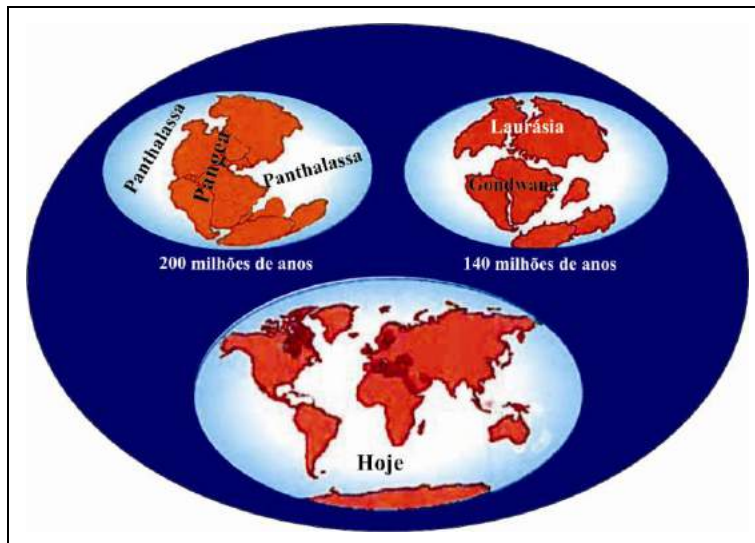 Panthalassa
Pangea
Panthalassa
200 milhões de anos
Laurásia
Gondwana
140 milhões de anos
Hoje